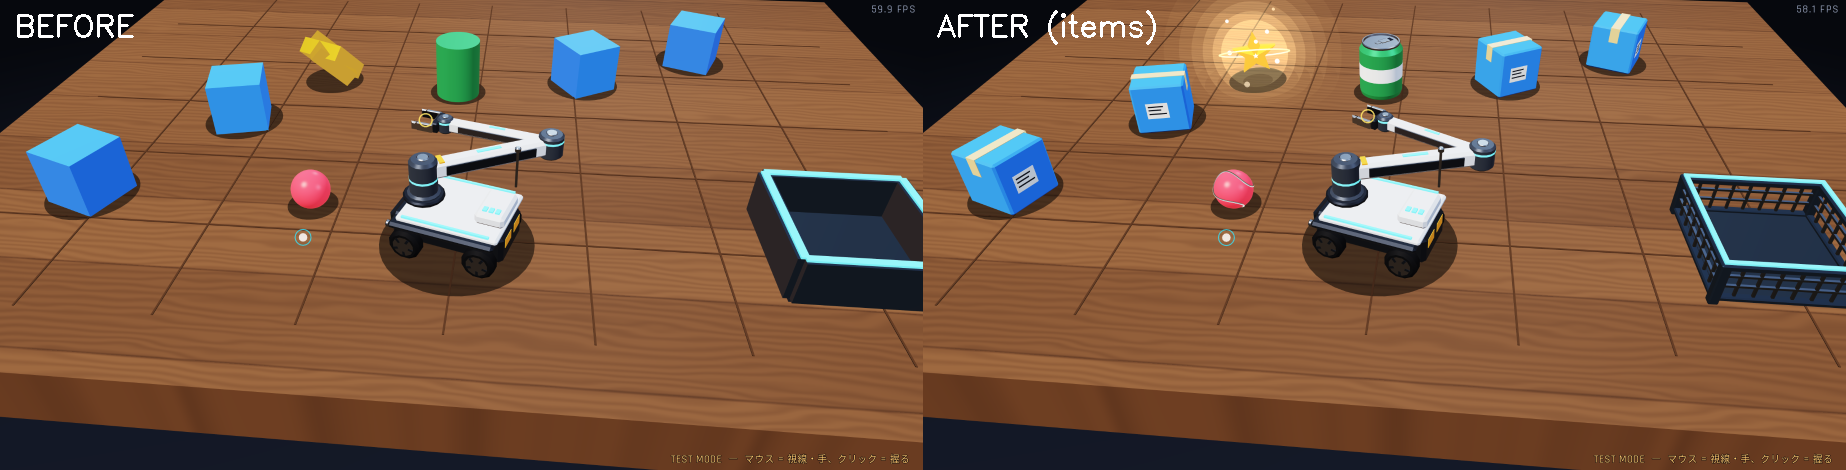 BEFORE
59.9 FPS
TEST MODE — マウス = 視線・手、クリック = 握る
AFTER (items)
58.1 FPS
TEST MODE — マウス = 視線・手、クリック = 握る